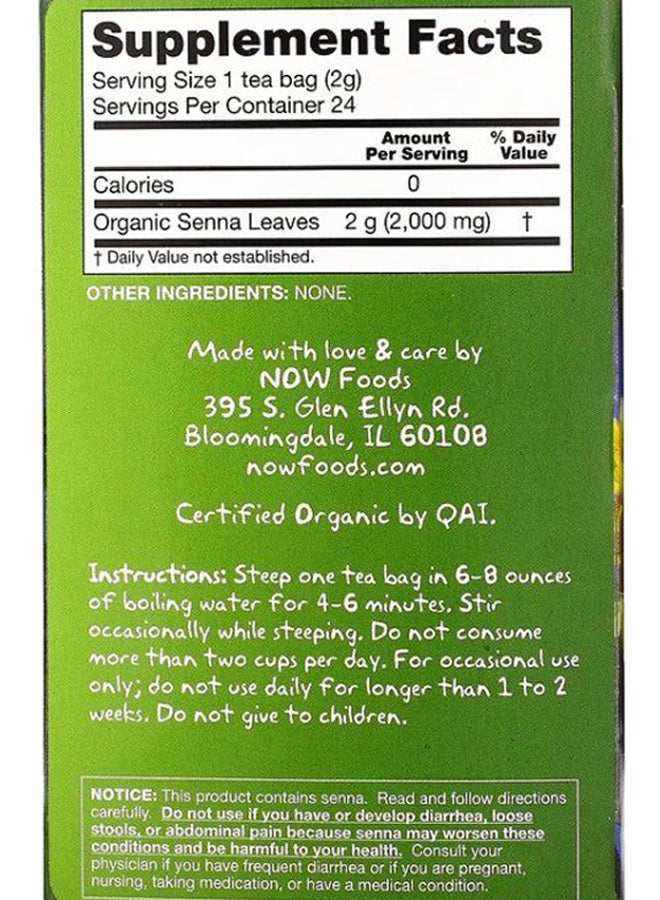 Supplement Facts
Serving Size 1 tea bag (2g)
Servings Per Container 24
Amount Per Serving % Daily Value
Calories 0
Organic Senna Leaves 2 g (2,000 mg) †
† Daily Value not established.
OTHER INGREDIENTS: NONE.
Made with love & care by
NOW Foods
395 S. Glen Ellyn Rd.
Bloomingdale, IL 60108
nowfoods.com
Certified Organic by QAI.
Instructions: Steep one tea bag in 6-8 ounces
of boiling water for 4-6 minutes. Stir
occasionally while steeping. Do not consume
more than two cups per day. For occasional use
only; do not use daily for longer than 1 to 2
weeks. Do not give to children.
NOTICE: This product contains senna. Read and follow directions
carefully. Do not use if you have or develop diarrhea, loose
stools, or abdominal pain because senna may worsen these
conditions and be harmful to your health. Consult your
physician if you have frequent diarrhea or if you are pregnant,
nursing, taking medication, or have a medical condition.